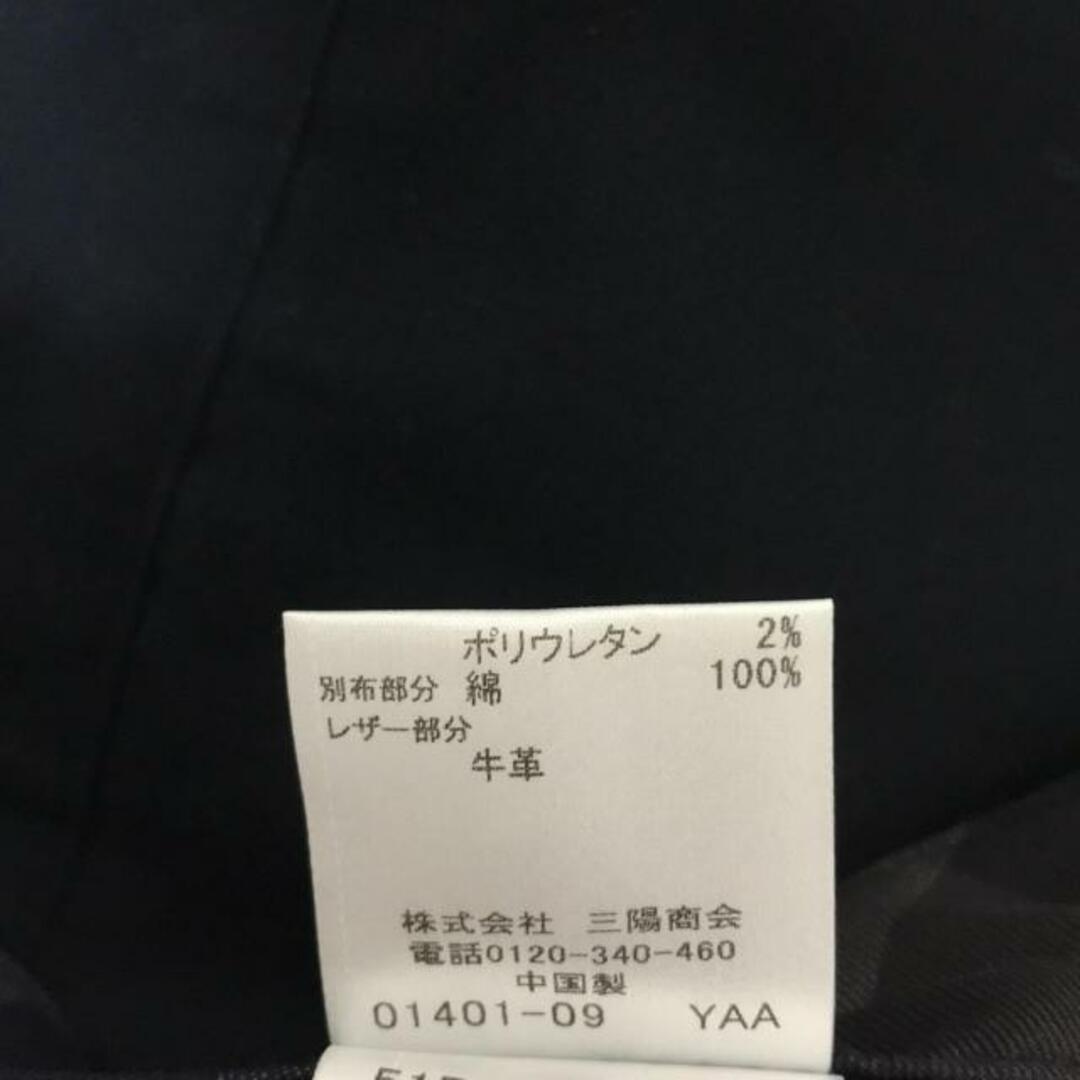 ポリウレタン 2%
別布部分 綿 100%
レザー部分
牛革
株式会社 三陽商会
電話0120-340-460
中国製
01401-09 YAA